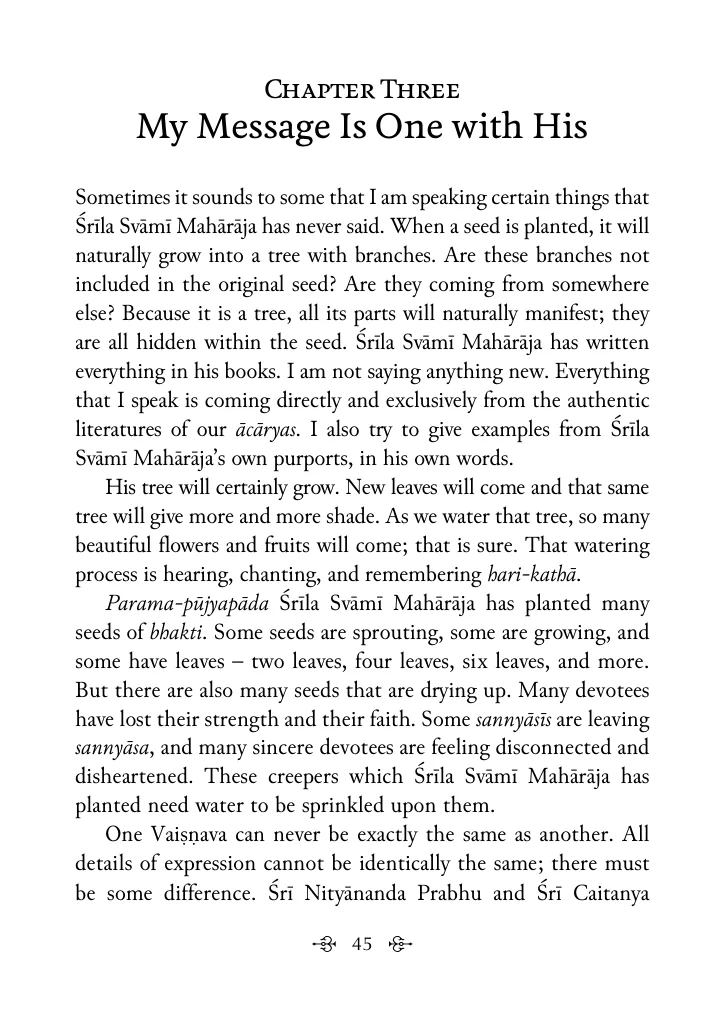 Chapter Three
My Message Is One with His
Sometimes it sounds to some that I am speaking certain things that
Śrīla Svāmī Mahārāja has never said. When a seed is planted, it will
naturally grow into a tree with branches. Are these branches not
included in the original seed? Are they coming from somewhere
else? Because it is a tree, all its parts will naturally manifest; they
are all hidden within the seed. Śrīla Svāmī Mahārāja has written
everything in his books. I am not saying anything new. Everything
that I speak is coming directly and exclusively from the authentic
literatures of our ācāryas. I also try to give examples from Śrīla
Svāmī Mahārāja’s own purports, in his own words.
His tree will certainly grow. New leaves will come and that same
tree will give more and more shade. As we water that tree, so many
beautiful flowers and fruits will come; that is sure. That watering
process is hearing, chanting, and remembering hari-kathā.
Parama-pūjyapāda Śrīla Svāmī Mahārāja has planted many
seeds of bhakti. Some seeds are sprouting, some are growing, and
some have leaves – two leaves, four leaves, six leaves, and more.
But there are also many seeds that are drying up. Many devotees
have lost their strength and their faith. Some sannyāsīs are leaving
sannyāsa, and many sincere devotees are feeling disconnected and
disheartened. These creepers which Śrīla Svāmī Mahārāja has
planted need water to be sprinkled upon them.
One Vaiṣṇava can never be exactly the same as another. All
details of expression cannot be identically the same; there must
be some difference. Śrī Nityānanda Prabhu and Śrī Caitanya
45